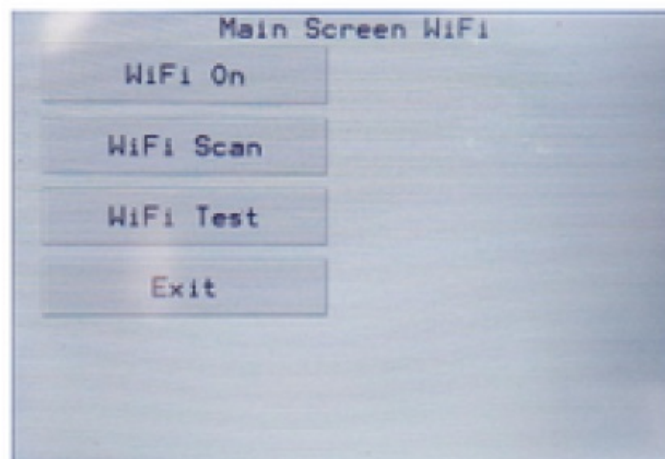 Main Screen WiFi
WiFi On
WiFi Scan
WiFi Test
Exit